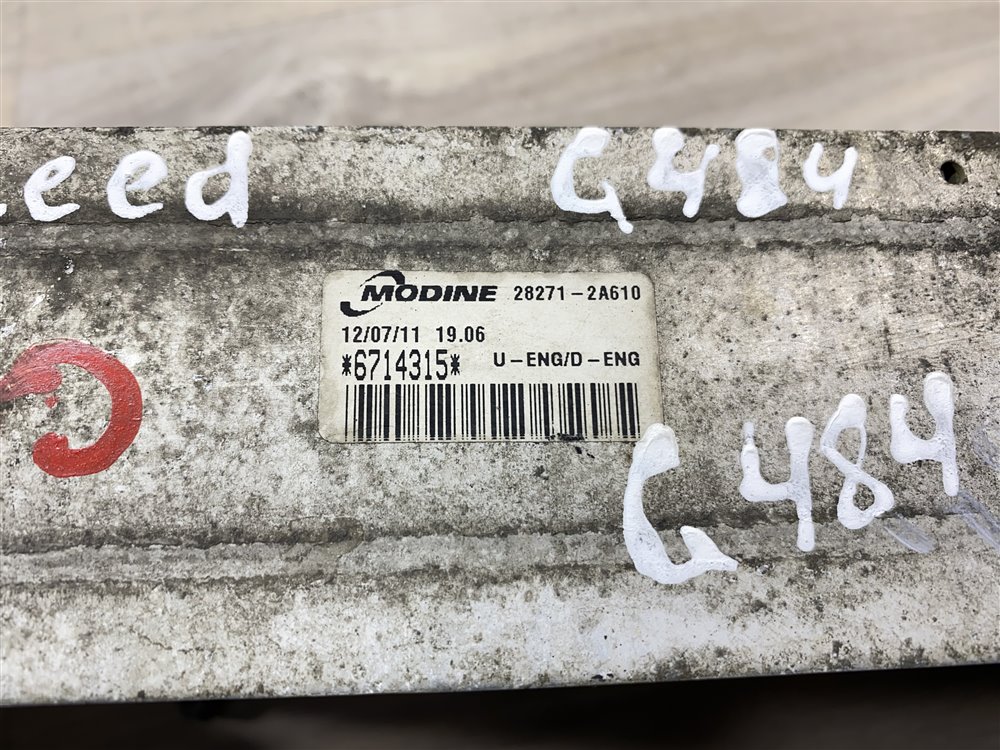 eed G484
MODINE 28271-2A610
12/07/11 19.06
*6714315* U-ENG/D-ENG
G484